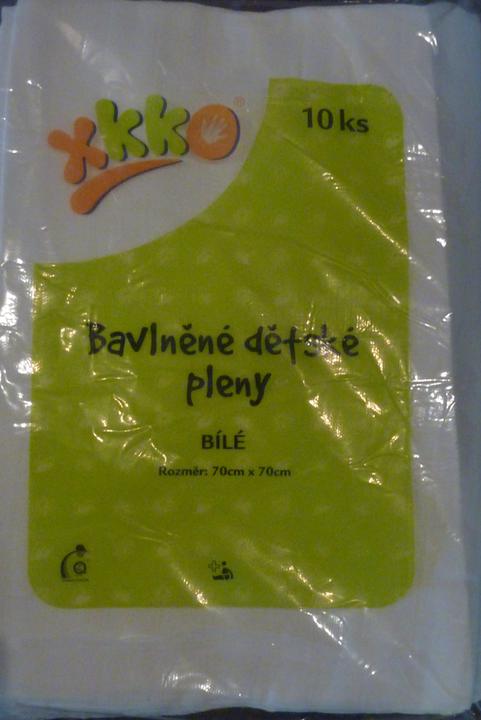 xkko®
10 ks
Bavlněné dětské
pleny
BÍLÉ
Rozměr: 70cm x 70cm